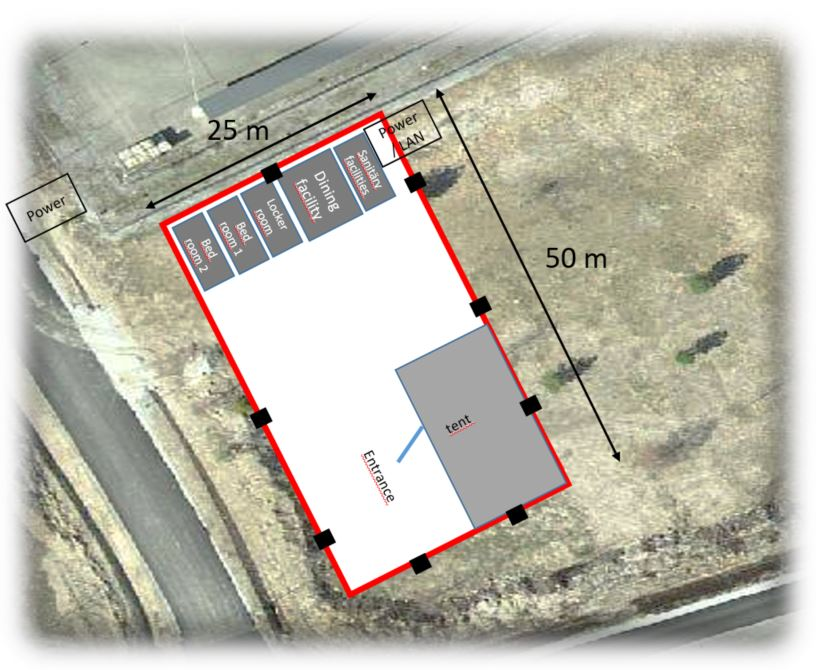 25 m
Power
/ LAN
Power
Sanitary
facilities
Dining
facility
Locker
room
Bed
room 1
Bed
room 2
50 m
tent
Entrance